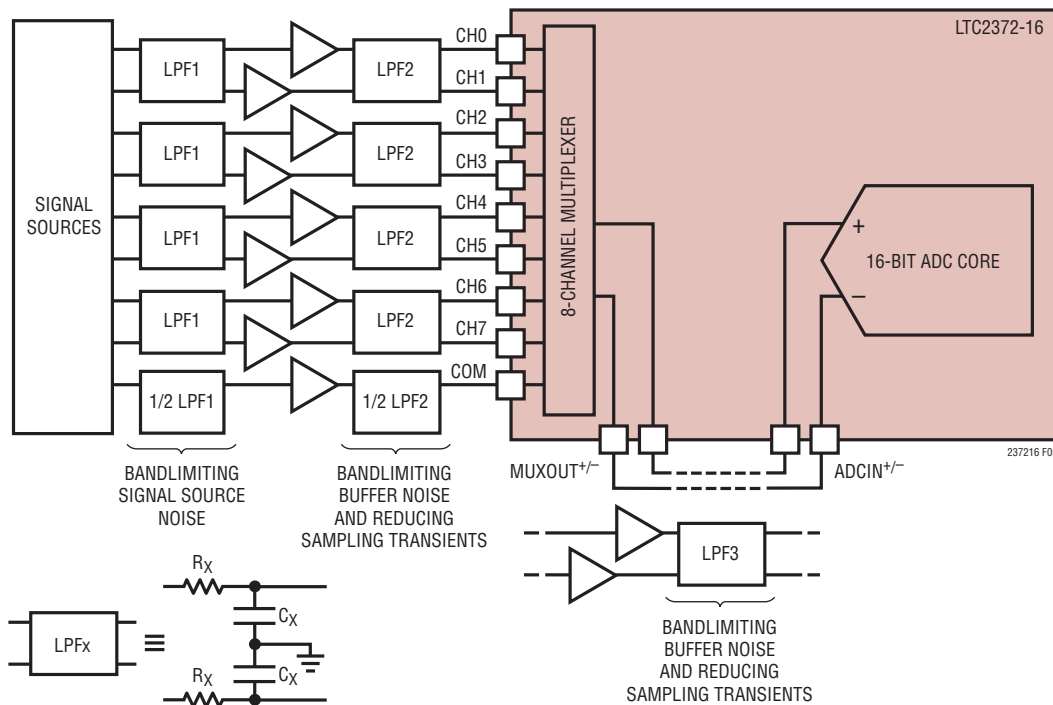 LTC2372-16
SIGNAL
SOURCES
LPF1
LPF2
CH0
CH1
LPF1
LPF2
CH2
CH3
LPF1
LPF2
CH4
CH5
LPF1
LPF2
CH6
CH7
1/2 LPF1
1/2 LPF2
COM
8-CHANNEL MULTIPLEXER
+
–
16-BIT ADC CORE
BANDLIMITING
SIGNAL SOURCE
NOISE
BANDLIMITING
BUFFER NOISE
AND REDUCING
SAMPLING TRANSIENTS
MUXOUT+/–
ADCIN+/–
237216 F0
LPF3
BANDLIMITING
BUFFER NOISE
AND REDUCING
SAMPLING TRANSIENTS
LPFx
≡
RX
CX
CX
RX